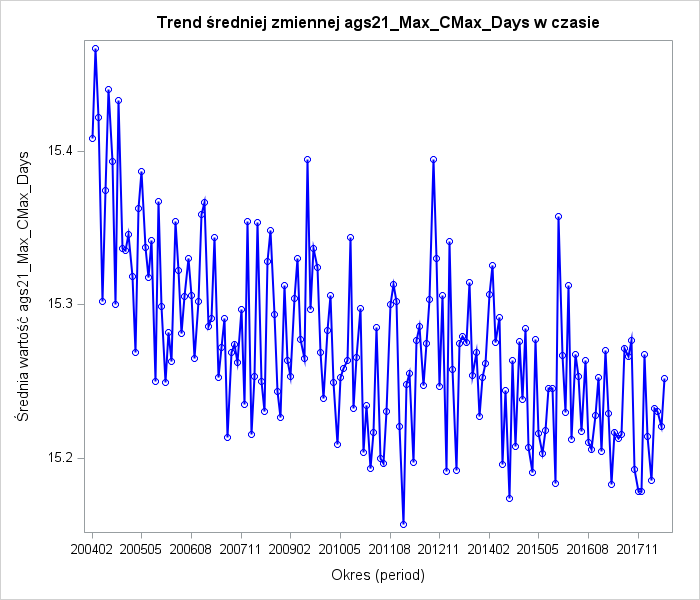 Trend średniej zmiennej ags21_Max_CMax_Days w czasie
Średnia wartość ags21_Max_CMax_Days
15.4
15.3
15.2
200402 200505 200608 200711 200902 201005 201108 201211 201402 201505 201608 201711
Okres (period)